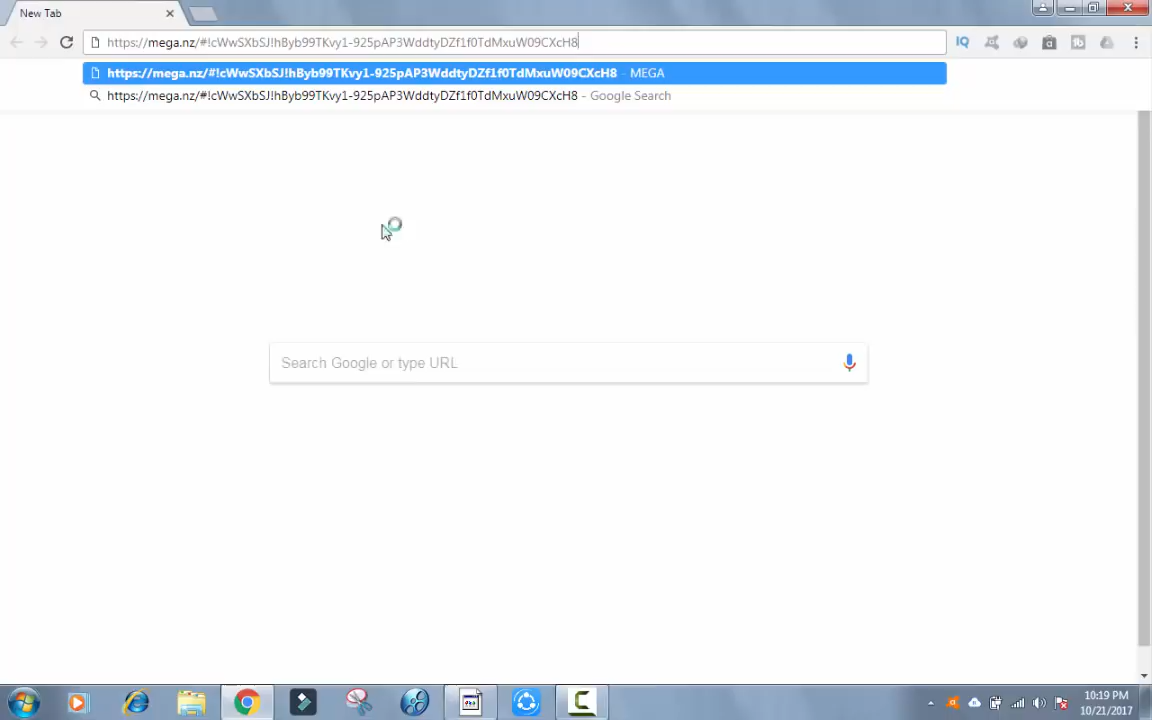 New Tab
https://mega.nz/#!cWwSXbSJ!hByb99TKvy1-925pAP3WddtyDZf1f0TdMxuW09CXcH8
https://mega.nz/#!cWwSXbSJ!hByb99TKvy1-925pAP3WddtyDZf1f0TdMxuW09CXcH8 - MEGA
https://mega.nz/#!cWwSXbSJ!hByb99TKvy1-925pAP3WddtyDZf1f0TdMxuW09CXcH8 - Google Search
Search Google or type URL
10:19 PM
10/21/2017